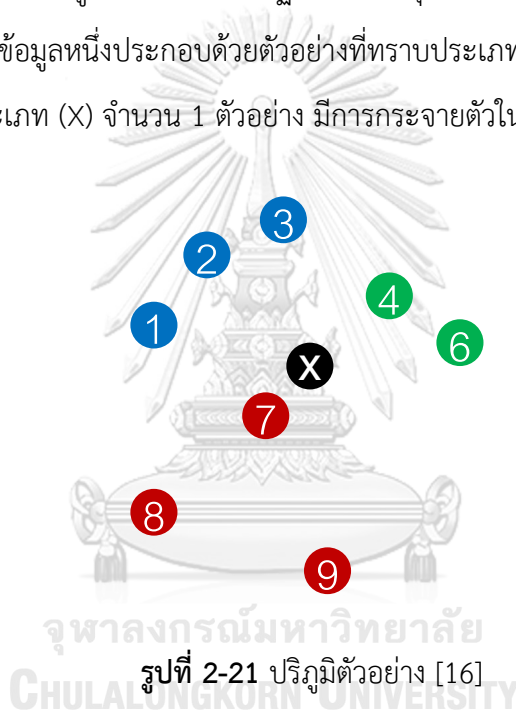 ข้อมูลหนึ่งประกอบด้วยตัวอย่างที่ทราบประเภท
ะเภท (X) จำนวน 1 ตัวอย่าง มีการกระจายตัวใน
3
2
4
1
6
X
7
8
9
จุฬาลงกรณ์มหาวิทยาลัย
รูปที่ 2-21 ปริภูมิตัวอย่าง [16]
CHULALONGKORN UNIVERSITY